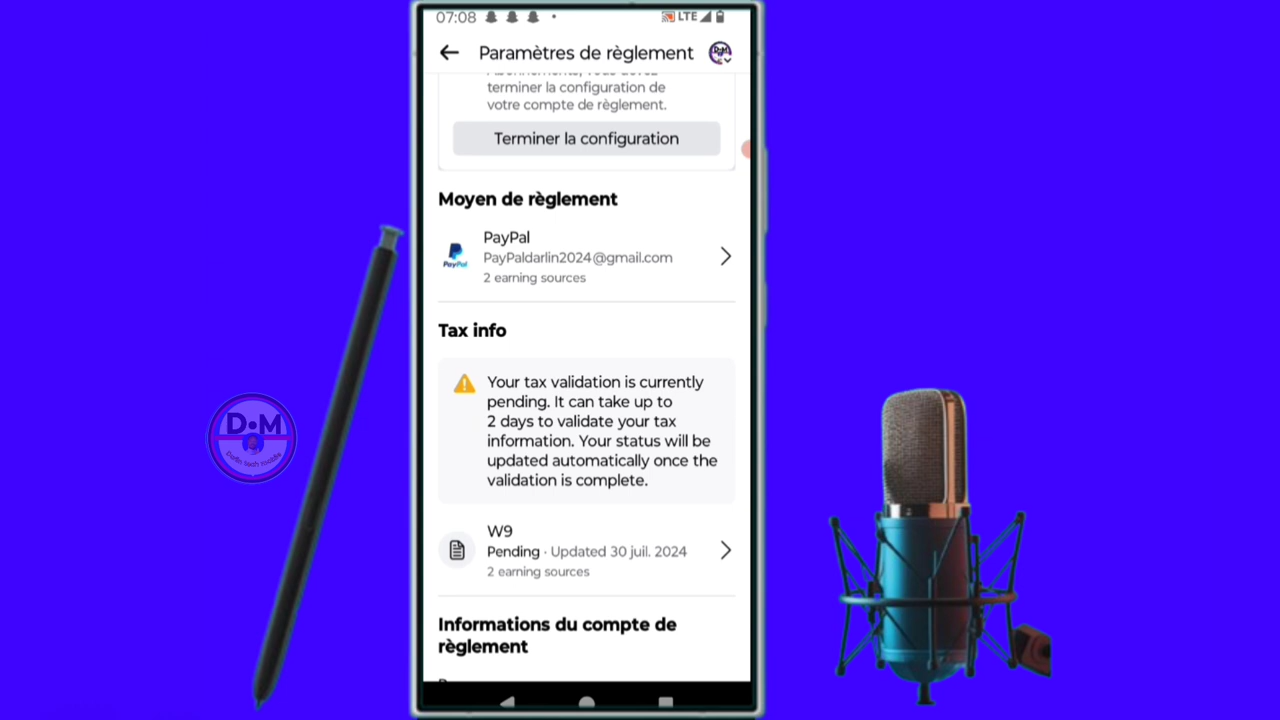 07:08
LTE
Paramètres de règlement
terminer la configuration de
votre compte de règlement.
Terminer la configuration
Moyen de règlement
PayPal
PayPal
PayPaldarlin2024@gmail.com
2 earning sources
Tax info
Your tax validation is currently
pending. It can take up to
2 days to validate your tax
information. Your status will be
updated automatically once the
validation is complete.
W9
Pending · Updated 30 juil. 2024
2 earning sources
Informations du compte de
règlement
D•M